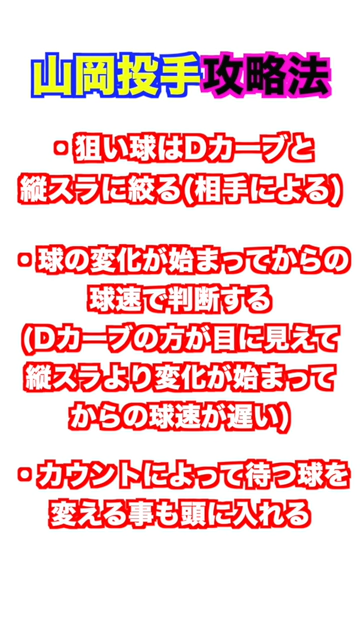 山岡投手攻略法
・狙い球はDカーブと
縦スラに絞る(相手による)
・球の変化が始まってからの
球速で判断する
(Dカーブの方が目に見えて
縦スラより変化が始まって
からの球速が遅い)
・カウントによって待つ球を
変える事も頭に入れる